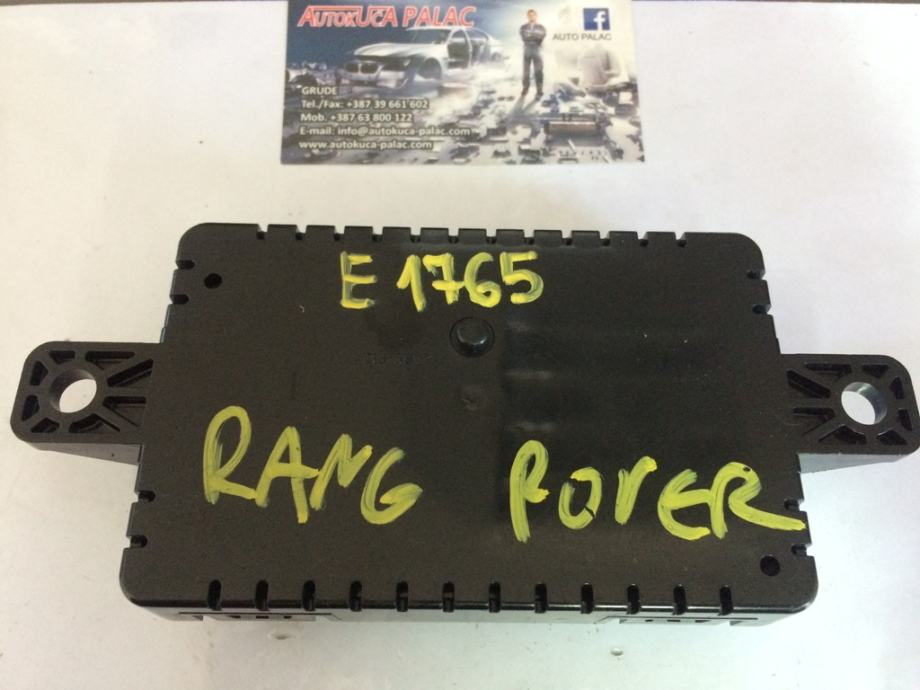 AUTOKUCA PALAC
AUTO PALAC
GRUDE
Tel./Fax: +387 39 661 602
Mob. +387 63 800 122
E-mail: info@autokuca-palac.com
www.autokuca-palac.com
E 1765
RANG ROVER